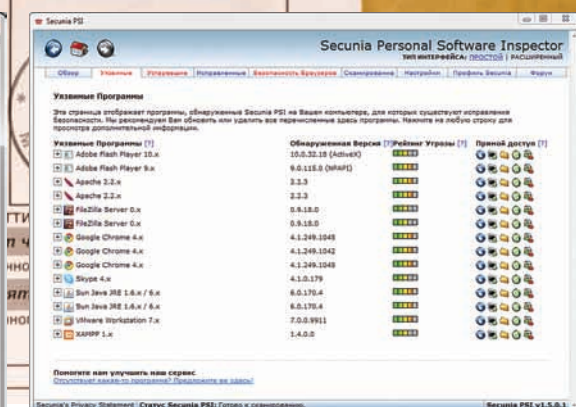 Secunia PSI
Secunia Personal Software Inspector
ТИП ИНТЕРФЕЙСА: ПРОСТОЙ | РАСШИРЕННЫЙ
Обзор Уязвимые Устаревшие Исправленные Безопасность Браузеров Сканирование Настройки Профиль Secunia Форум
Уязвимые Программы
Эта страница отображает программы, обнаруженные Secunia PSI на Вашем компьютере, для которых существуют исправления
безопасности. Мы рекомендуем Вам обновить или удалить все перечисленные здесь программы. Нажмите на любую строку для
просмотра дополнительной информации.
Уязвимые Программы [?] Обнаруженная Версия [?] Рейтинг Угрозы [?] Прямой доступ [?]
Adobe Flash Player 10.x 10.0.32.18 (ActiveX)
Adobe Flash Player 9.x 9.0.115.0 (NPAPI)
Apache 2.2.x 2.2.3
Apache 2.2.x 2.2.3
FileZilla Server 0.x 0.9.18.0
FileZilla Server 0.x 0.9.18.0
Google Chrome 4.x 4.1.249.1045
Google Chrome 4.x 4.1.249.1042
Google Chrome 4.x 4.1.249.1045
Skype 4.x 4.1.0.179
Sun Java JRE 1.6.x / 6.x 6.0.170.4
Sun Java JRE 1.6.x / 6.x 6.0.170.4
VMware Workstation 7.x 7.0.0.9911
XAMPP 1.x 1.4.0.0
Помогите нам улучшить наш сервис
Отсутствует какая-то программа? Предложите ее здесь!
Secunia's Privacy Statement Статус Secunia PSI: Готово к сканированию. Secunia PSI v1.5.0.1